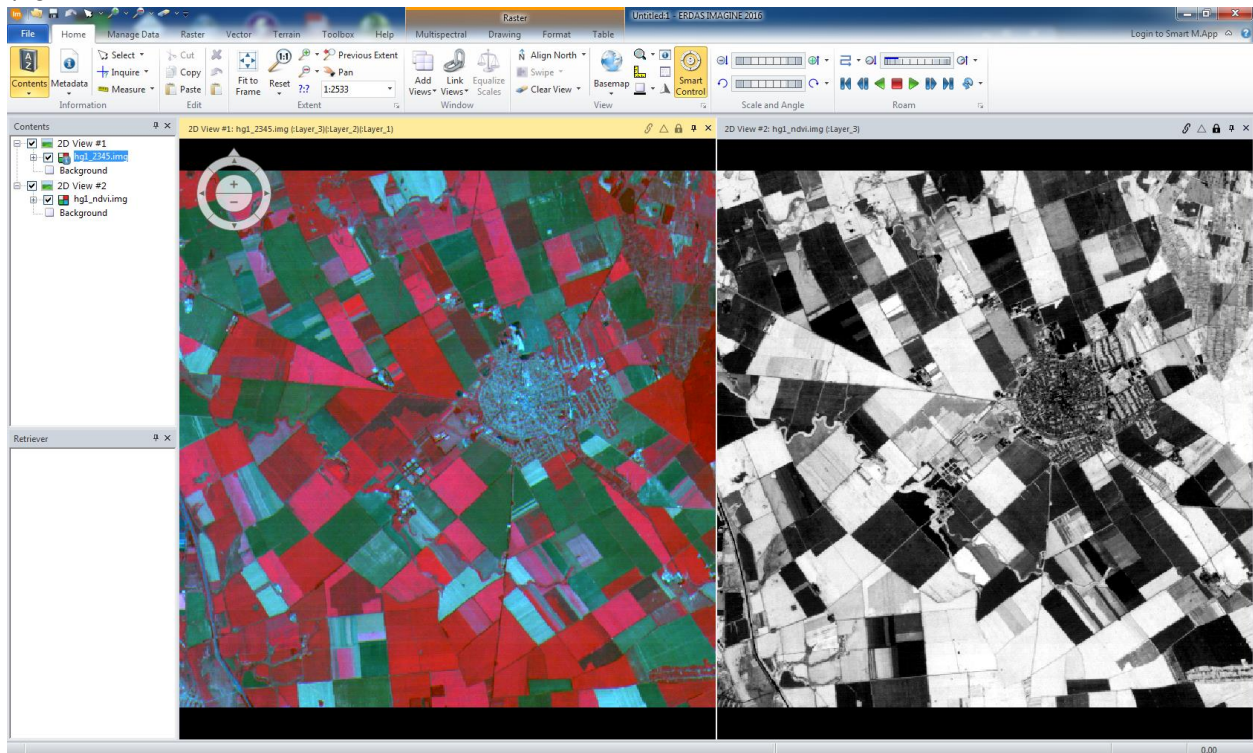 Raster
Untitled:1 - ERDAS IMAGINE 2016
File Home Manage Data Raster Vector Terrain Toolbox Help Multispectral Drawing Format Table Login to Smart M.App
Contents
Metadata
Select
Inquire
Measure
Information
Cut
Copy
Paste
Edit
Fit to
Frame
1:1
Reset
?:?
Previous Extent
Pan
1:2533
Extent
Add
Views
Link
Views
Equalize
Scales
Window
Align North
Swipe
Clear View
Basemap
Smart
Control
View
Scale and Angle
Roam
Contents
2D View #1
hg1_2345.img
Background
2D View #2
hg1_ndvi.img
Background
Retriever
2D View #1: hg1_2345.img (:Layer_3)(:Layer_2)(:Layer_1)
2D View #2: hg1_ndvi.img (:Layer_3)
0.00